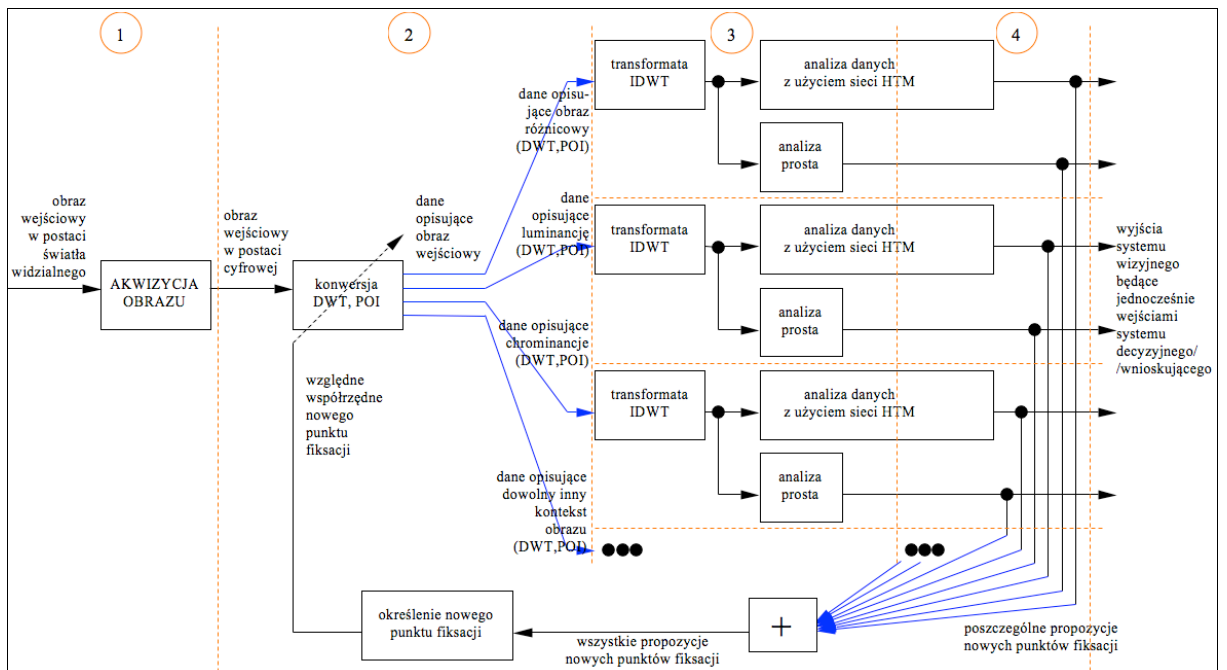 1
2
3
4
obraz
wejściowy
w postaci
światła
widzialnego
AKWIZYCJA
OBRAZU
obraz
wejściowy
w postaci
cyfrowej
konwersja
DWT, POI
dane
opisujące
obraz
wejściowy
względne
współrzędne
nowego
punktu
fiksacji
dane opisu-
jące obraz
różnicowy
(DWT,POI)
dane
opisujące
luminancję
(DWT,POI)
dane opisujące
chrominancje
(DWT,POI)
dane opisujące
dowolny inny
kontekst
obrazu
(DWT,POI)
transformata
IDWT
analiza danych
z użyciem sieci HTM
analiza
prosta
transformata
IDWT
analiza danych
z użyciem sieci HTM
analiza
prosta
transformata
IDWT
analiza danych
z użyciem sieci HTM
analiza
prosta
wyjścia
systemu
wizyjnego
będące
jednocześnie
wejściami
systemu
decyzyjnego/
/wnioskującego
określenie nowego
punktu fiksacji
wszystkie propozycje
nowych punktów fiksacji
+
poszczególne propozycje
nowych punktów fiksacji